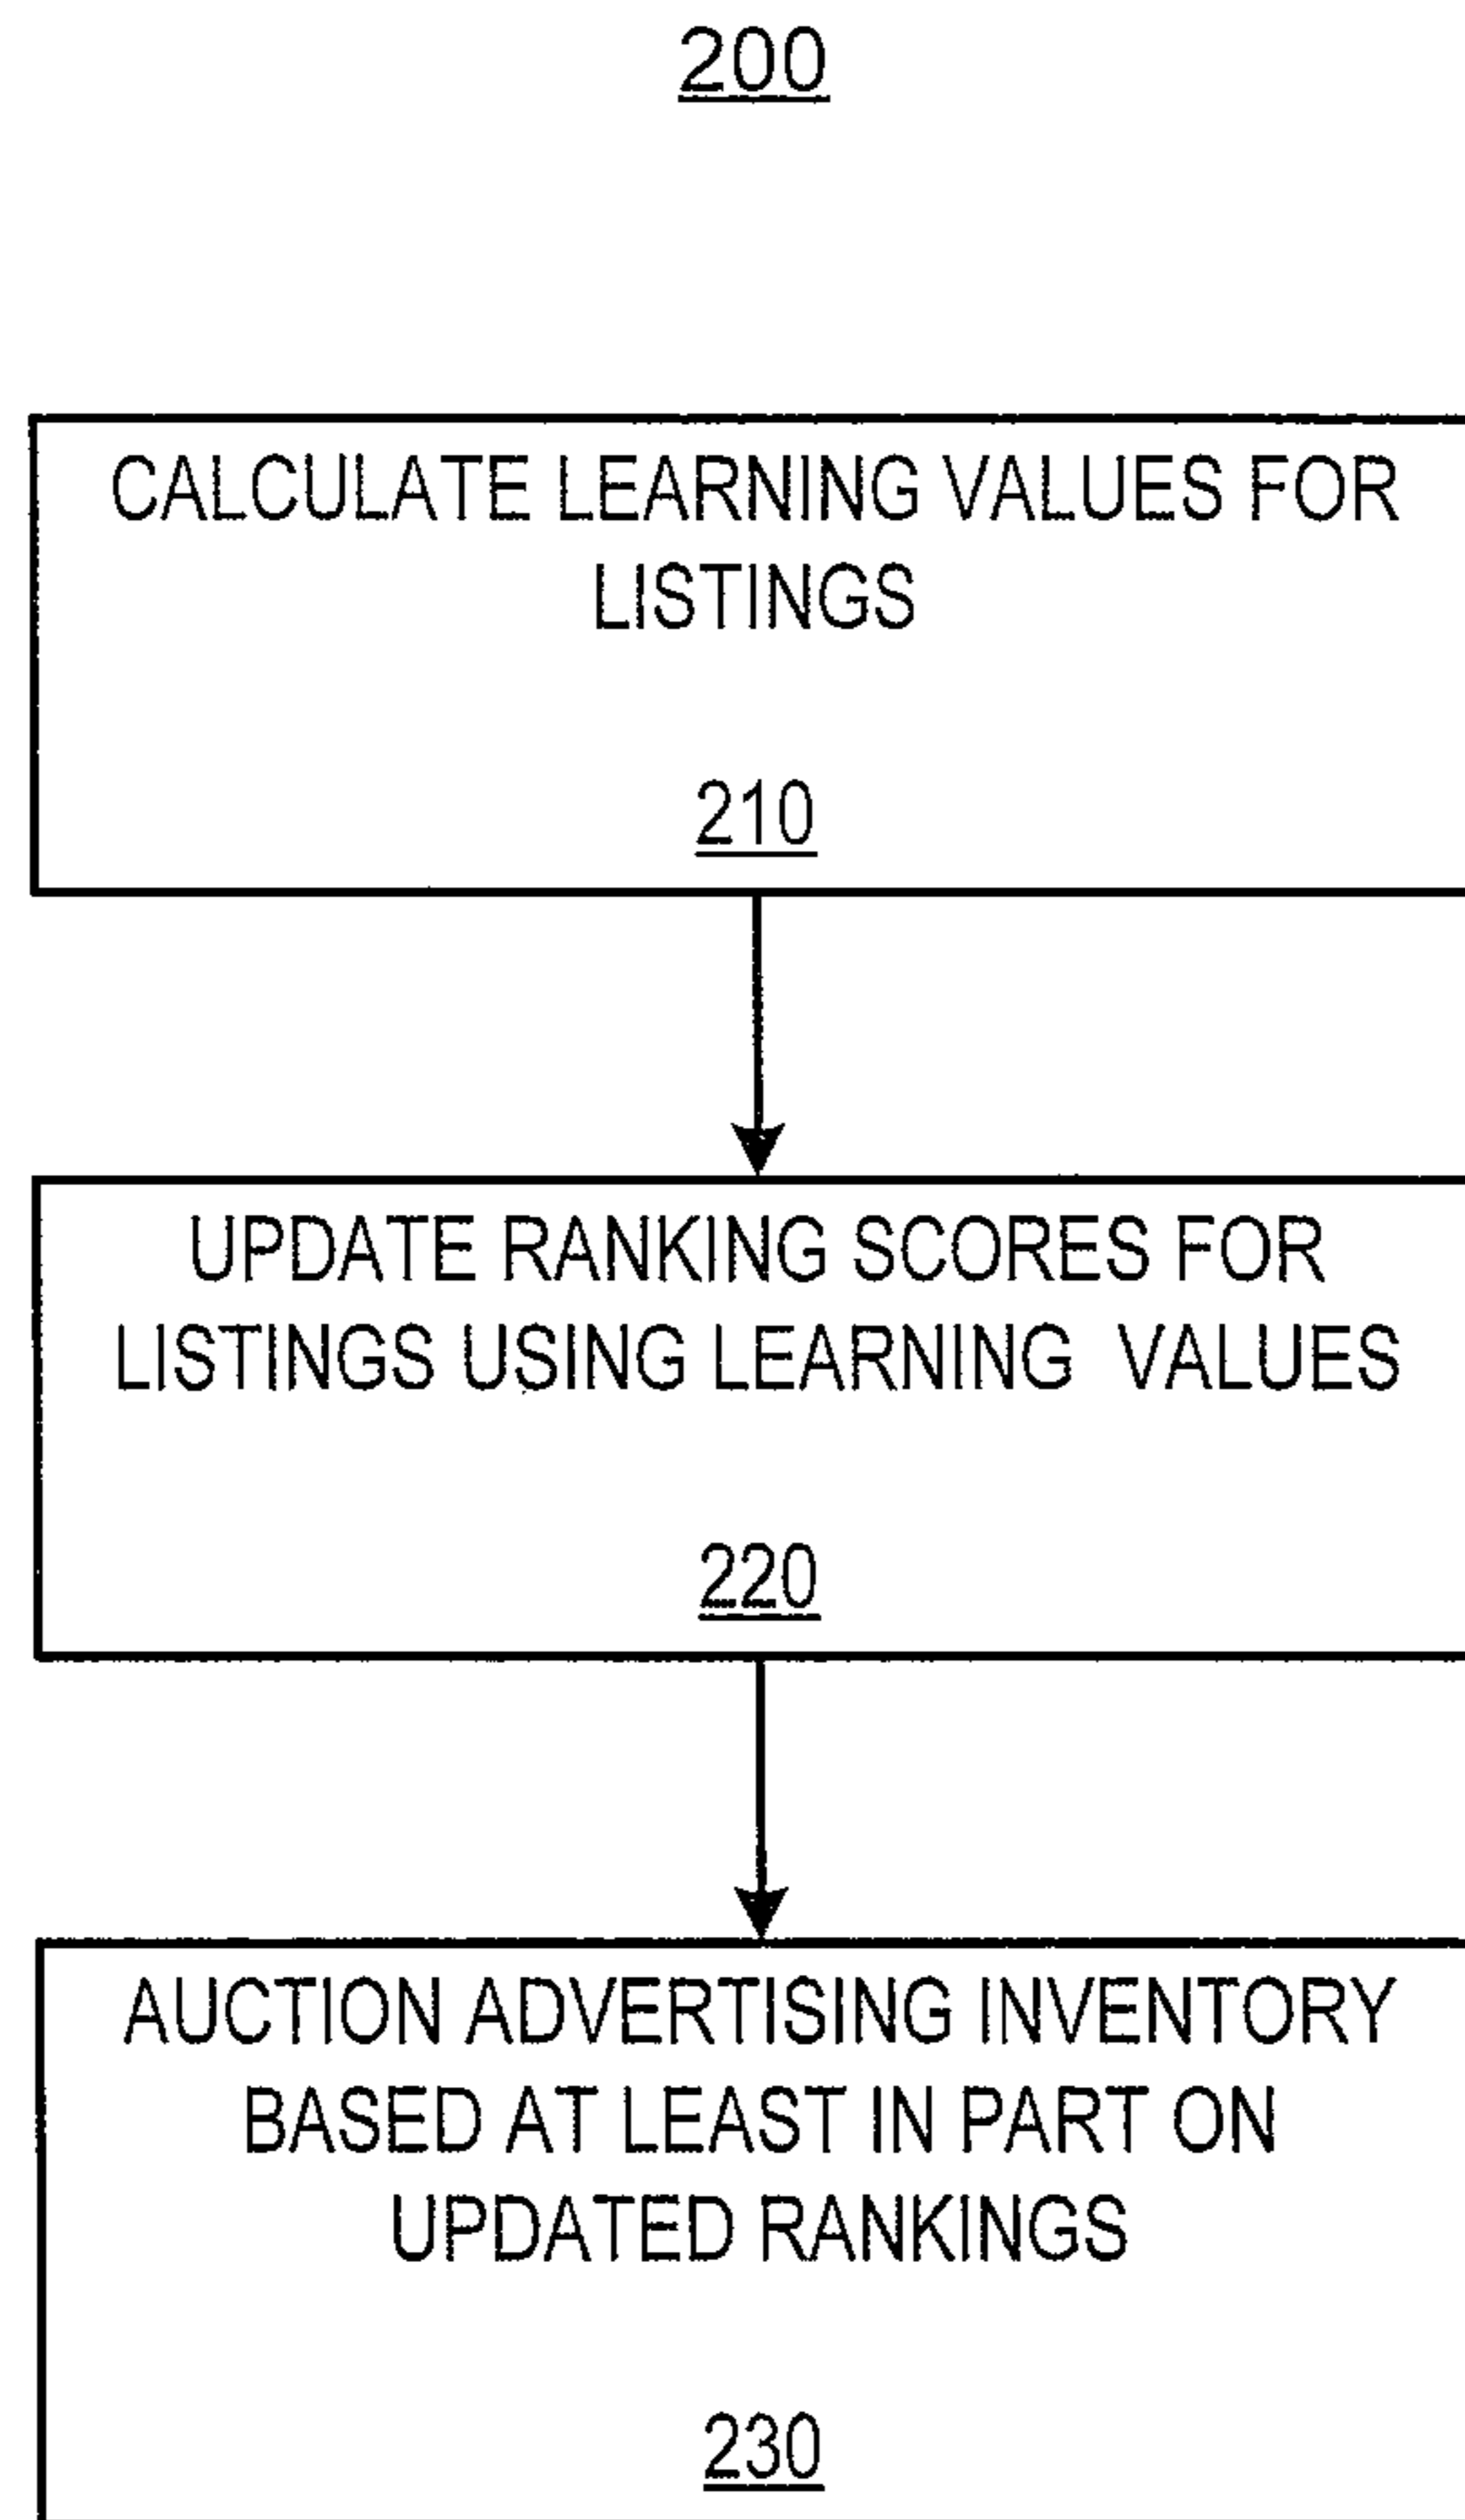 200
CALCULATE LEARNING VALUES FOR
LISTINGS
210
UPDATE RANKING SCORES FOR
LISTINGS USING LEARNING VALUES
220
AUCTION ADVERTISING INVENTORY
BASED AT LEAST IN PART ON
UPDATED RANKINGS
230